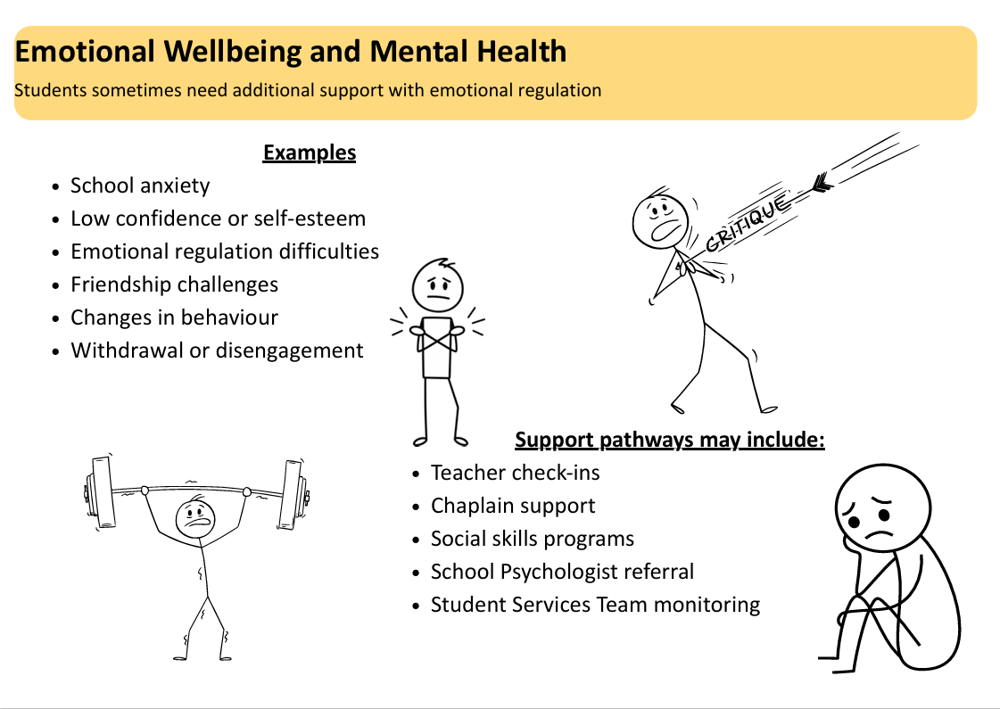 Emotional Wellbeing and Mental Health
Students sometimes need additional support with emotional regulation
Examples
• School anxiety
• Low confidence or self-esteem
• Emotional regulation difficulties
• Friendship challenges
• Changes in behaviour
• Withdrawal or disengagement
CRITIQUE
Support pathways may include:
• Teacher check-ins
• Chaplain support
• Social skills programs
• School Psychologist referral
• Student Services Team monitoring